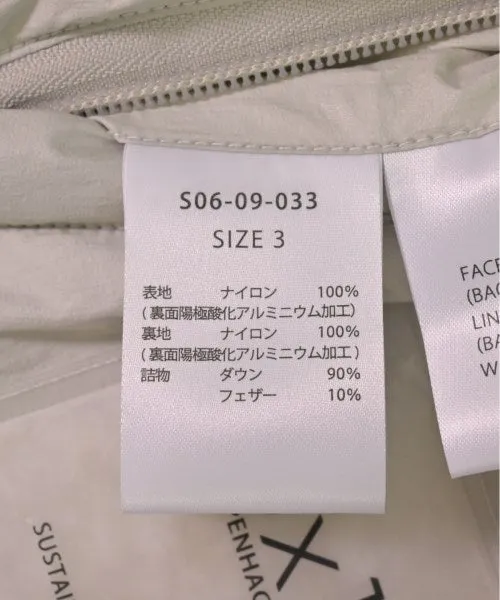 S06-09-033
SIZE 3
表地 ナイロン 100%
(裏面陽極酸化アルミニウム加工)
裏地 ナイロン 100%
(裏面陽極酸化アルミニウム加工)
詰物 ダウン 90%
フェザー 10%
FACE
(BAC
LIN
(BA
W
SUSTAI
PENHAG
X 1